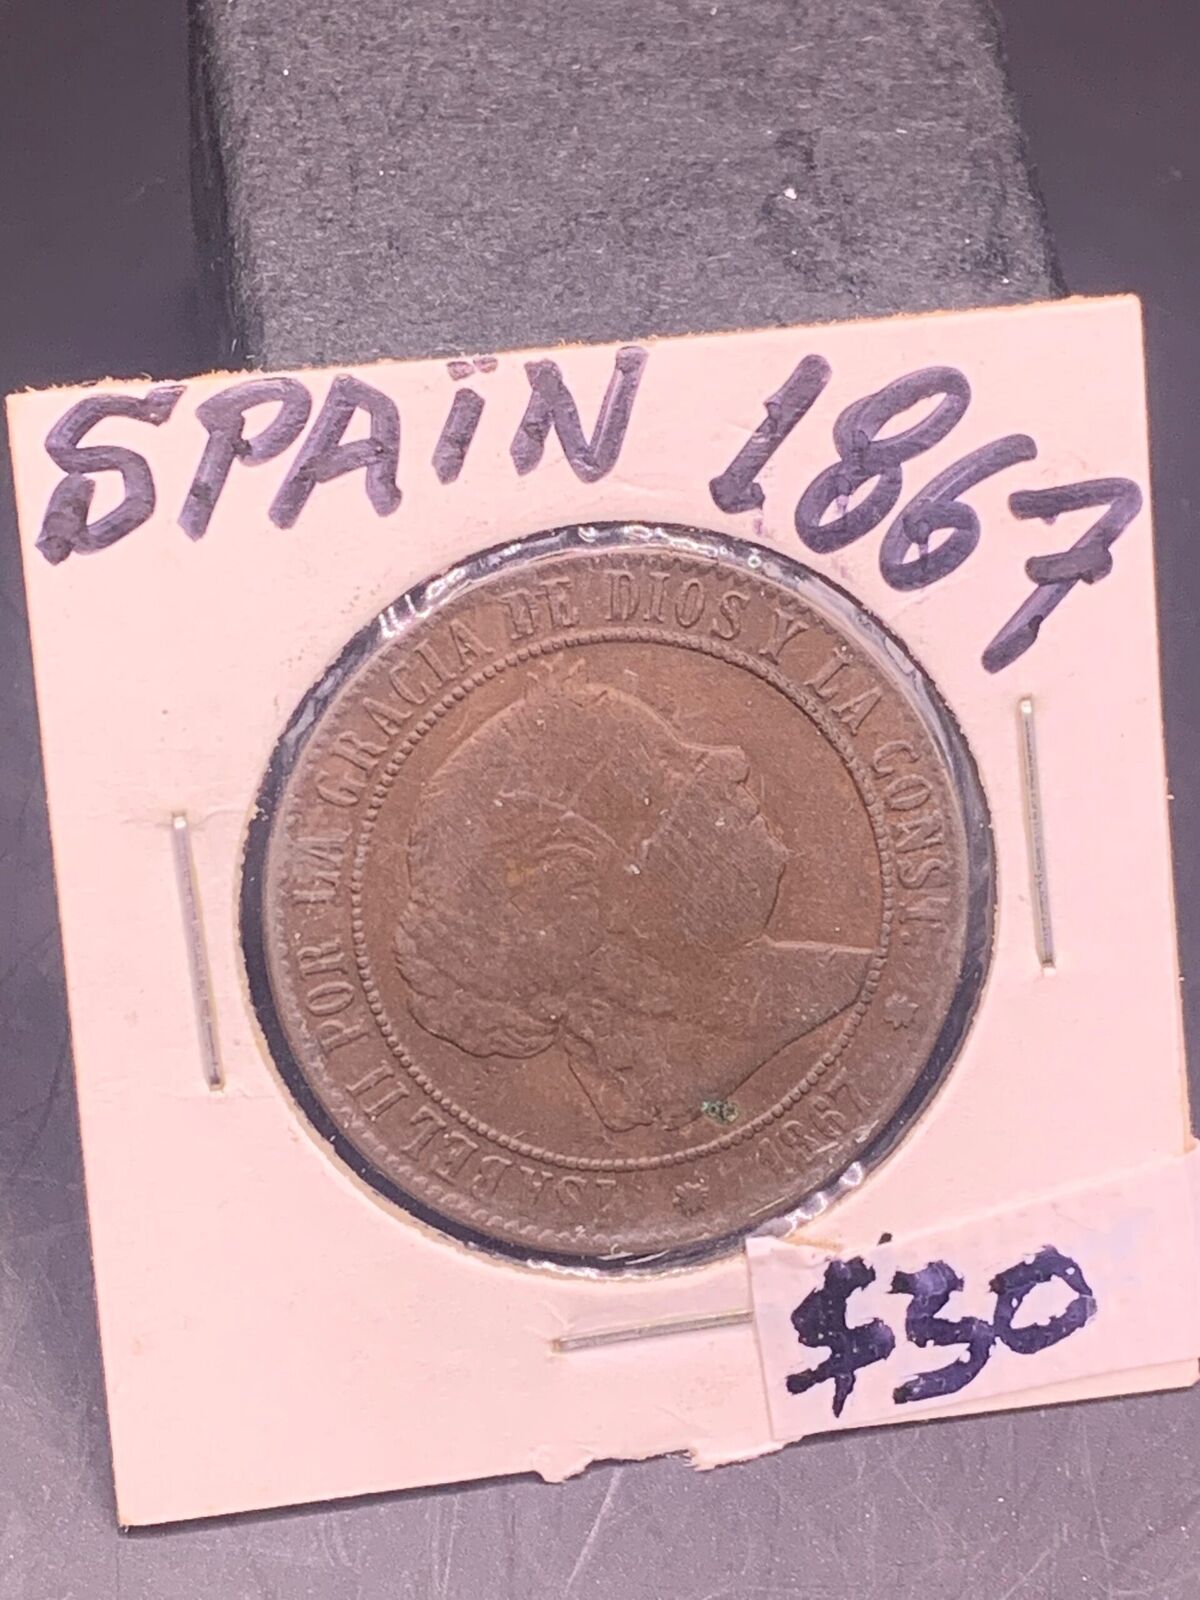 SPAÏN 1867
ISABEL II POR LA GRACIA DE DIOS Y LA CONST
1867
$30